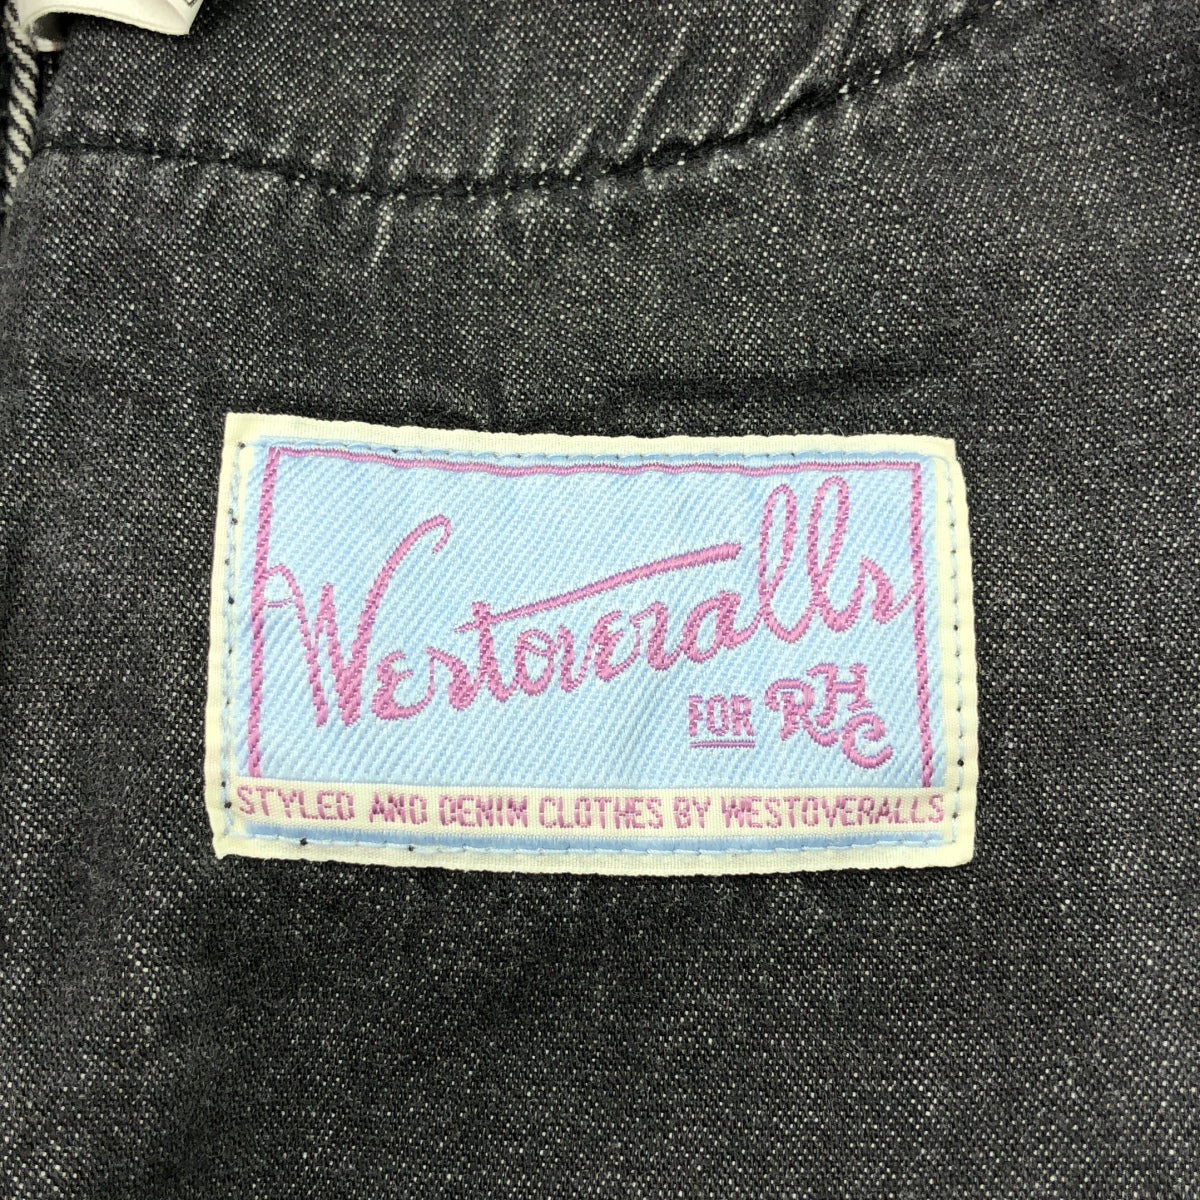 Westoveralls
FOR RHC
STYLED AND DENIM CLOTHES BY WESTOVERALLS